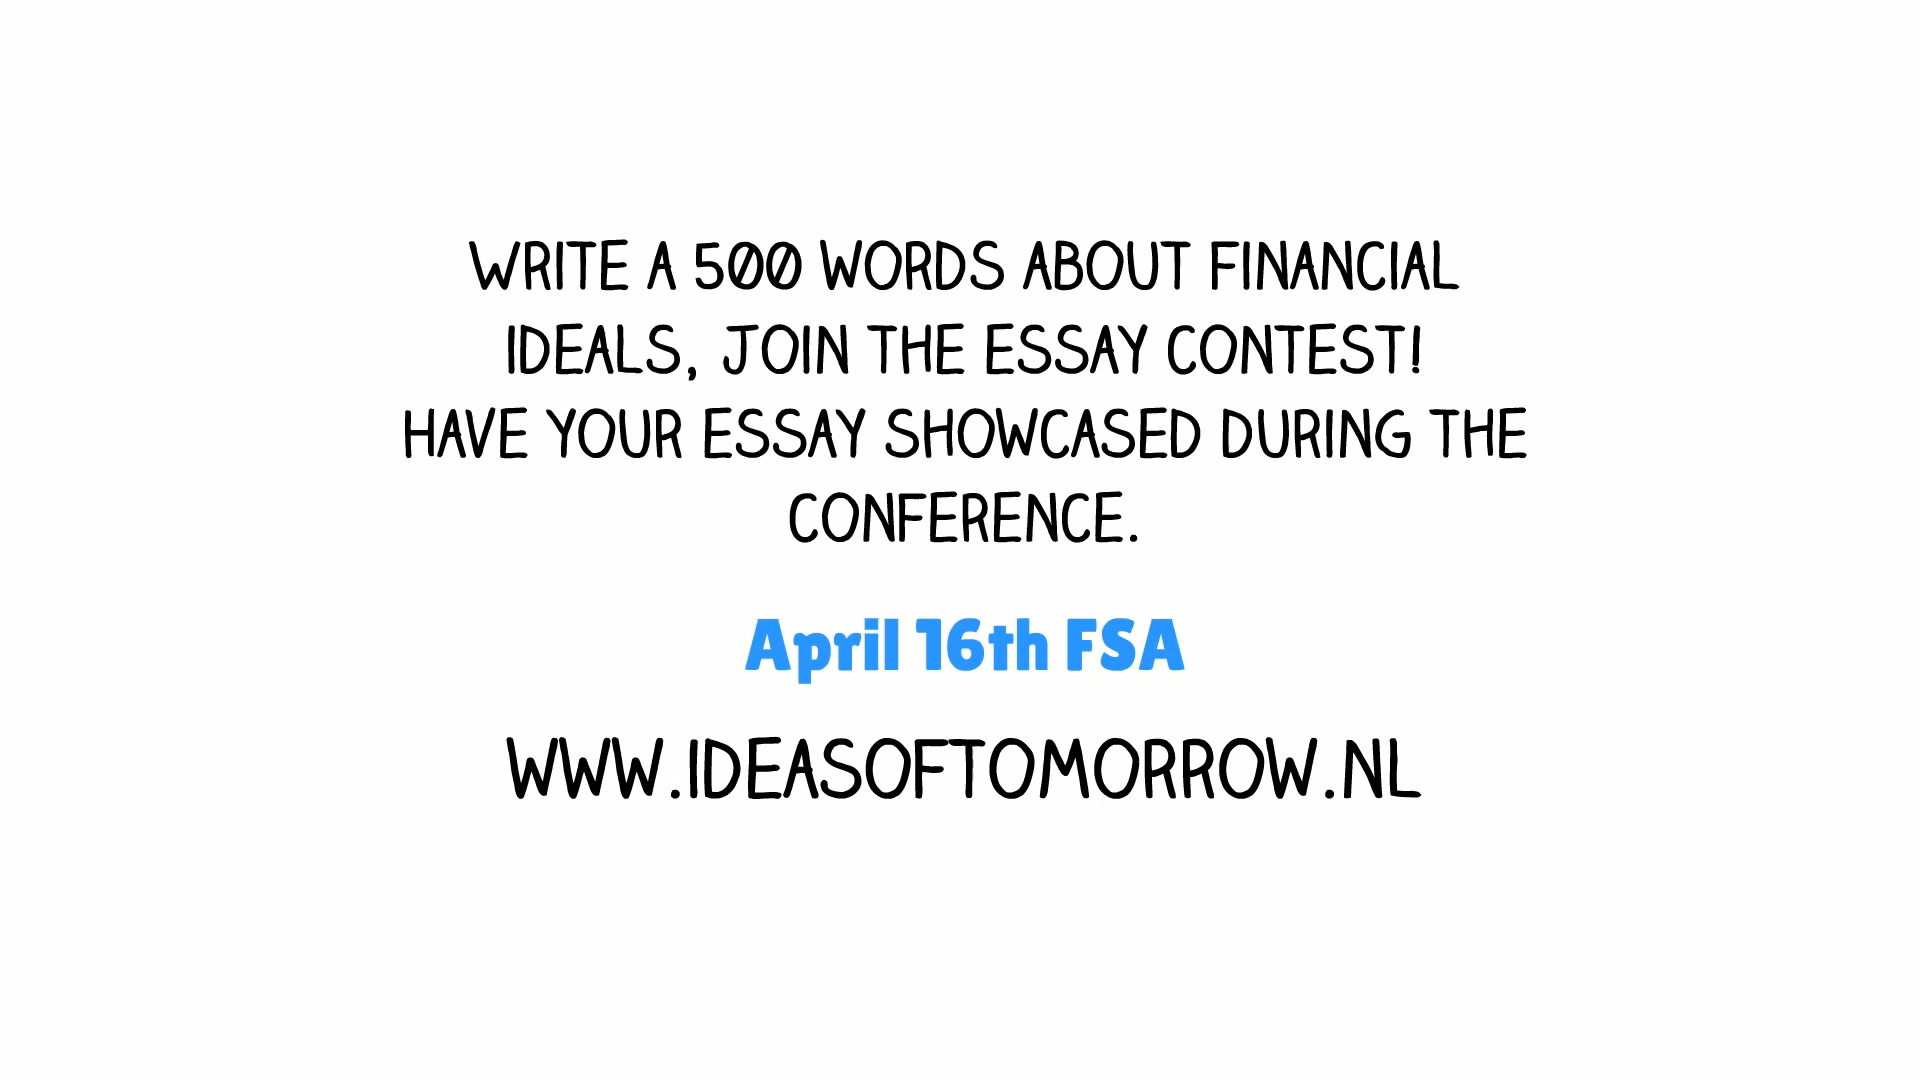 WRITE A 500 WORDS ABOUT FINANCIAL
IDEALS, JOIN THE ESSAY CONTEST!
HAVE YOUR ESSAY SHOWCASED DURING THE
CONFERENCE.
April 16th FSA
WWW.IDEASOFTOMORROW.NL